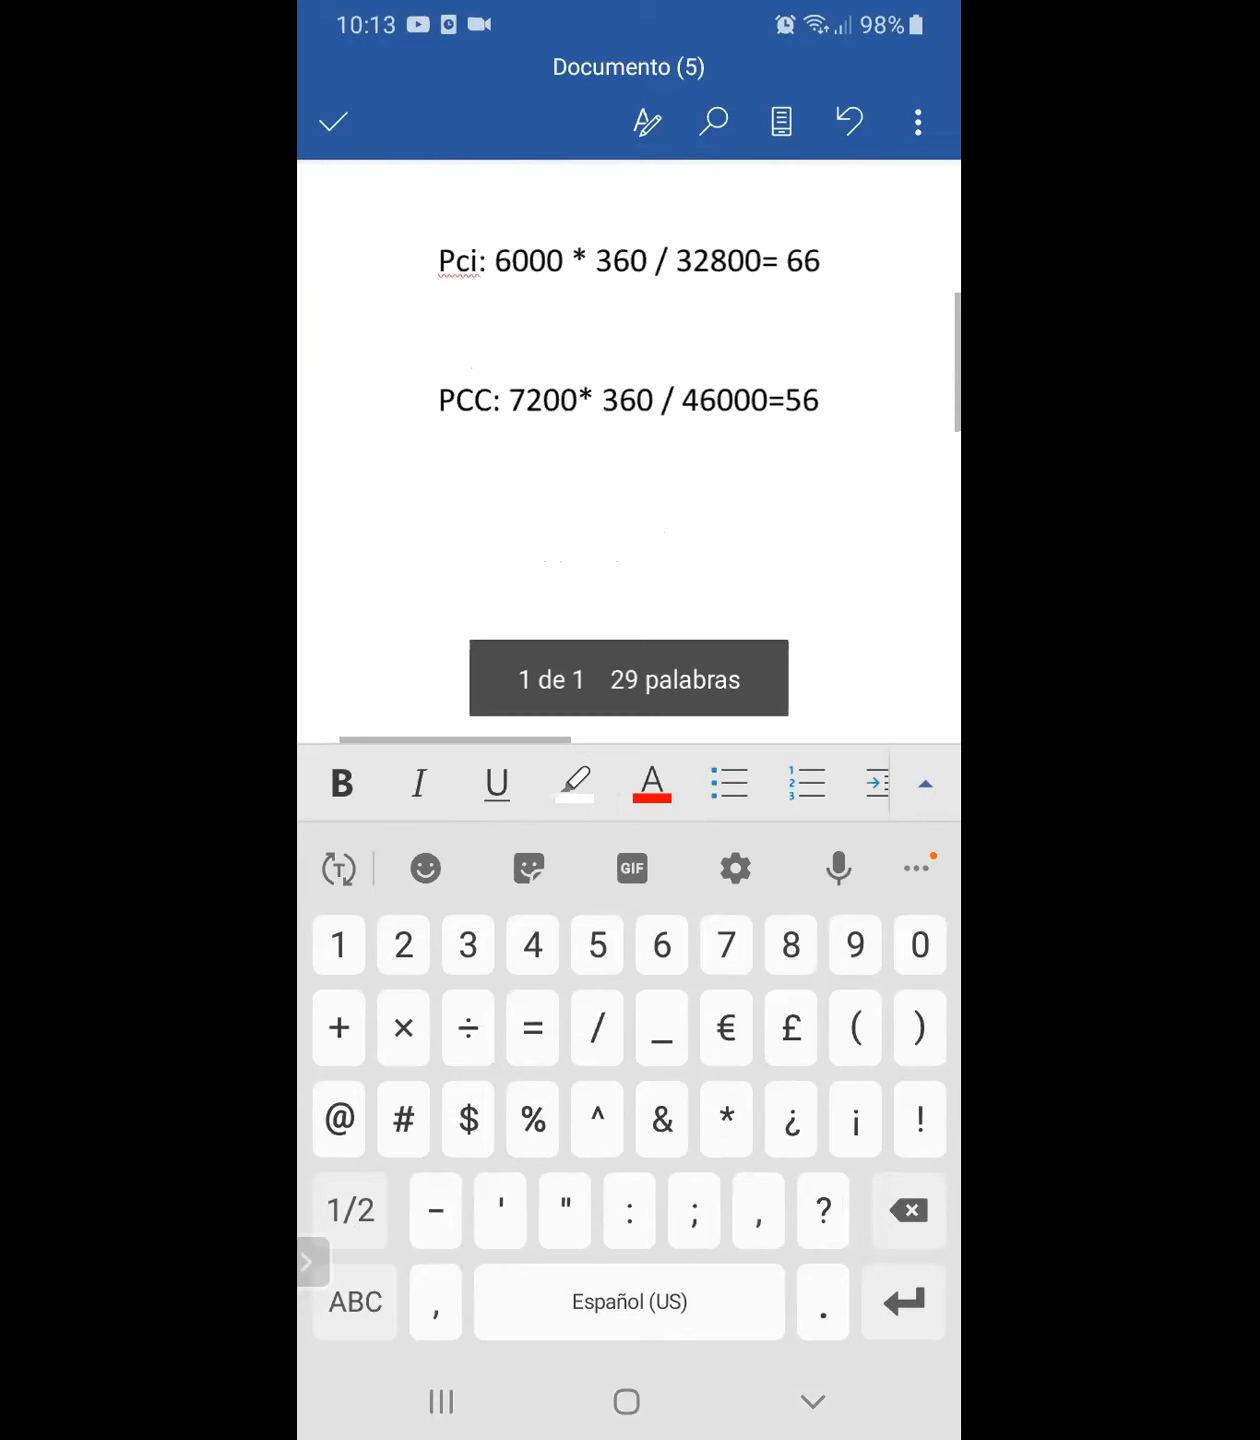 10:13 98%
Documento (5)
Pci: 6000 * 360 / 32800= 66
PCC: 7200* 360 / 46000=56
1 de 1 29 palabras
B I U A
T GIF
1 2 3 4 5 6 7 8 9 0
+ × ÷ = / _ € £ ( )
@ # $ % ^ & * ¿ ¡ !
1/2 - ' " : ; , ?
ABC , Español (US) .